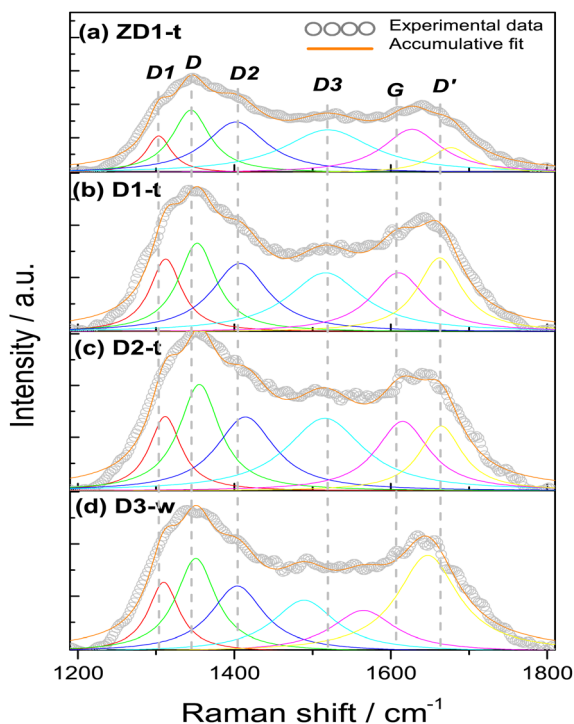 (a) ZD1-t
Experimental data
Accumulative fit
D1 D D2 D3 G D'
(b) D1-t
(c) D2-t
(d) D3-w
Intensity / a.u.
1200 1400 1600 1800
Raman shift / cm⁻¹